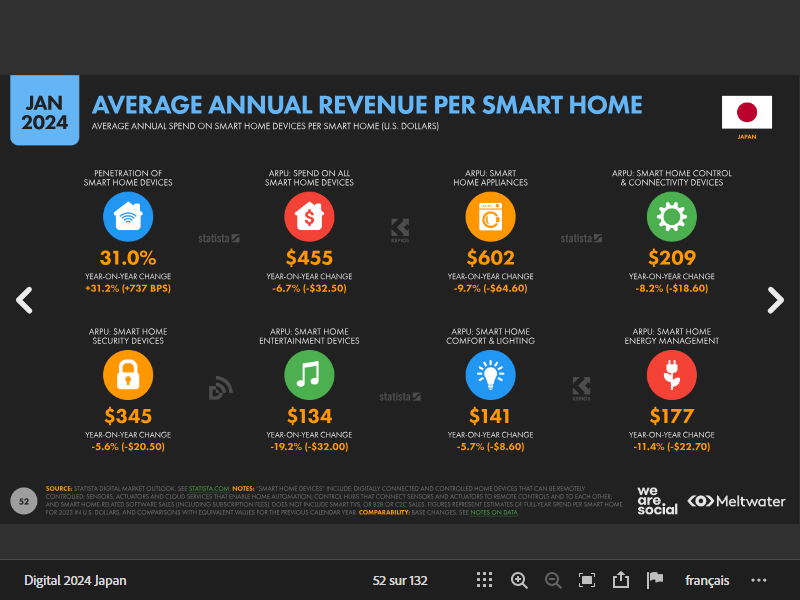 JAN
2024
AVERAGE ANNUAL REVENUE PER SMART HOME
AVERAGE ANNUAL SPEND ON SMART HOME DEVICES PER SMART HOME (U.S. DOLLARS)
JAPAN
PENETRATION OF
SMART HOME DEVICES
31.0%
YEAR-ON-YEAR CHANGE
+31.2% (+737 BPS)
ARPU: SPEND ON ALL
SMART HOME DEVICES
$
$455
YEAR-ON-YEAR CHANGE
-6.7% (-$32.50)
ARPU: SMART
HOME APPLIANCES
$602
YEAR-ON-YEAR CHANGE
-9.7% (-$64.60)
ARPU: SMART HOME CONTROL
& CONNECTIVITY DEVICES
$209
YEAR-ON-YEAR CHANGE
-8.2% (-$18.60)
statista
KEPIOS
statista
ARPU: SMART HOME
SECURITY DEVICES
$345
YEAR-ON-YEAR CHANGE
-5.6% (-$20.50)
ARPU: SMART HOME
ENTERTAINMENT DEVICES
$134
YEAR-ON-YEAR CHANGE
-19.2% (-$32.00)
ARPU: SMART HOME
COMFORT & LIGHTING
$141
YEAR-ON-YEAR CHANGE
-5.7% (-$8.60)
ARPU: SMART HOME
ENERGY MANAGEMENT
$177
YEAR-ON-YEAR CHANGE
-11.4% (-$22.70)
statista
KEPIOS
52
SOURCE: STATISTA DIGITAL MARKET OUTLOOK. SEE STATISTA.COM. NOTES: "SMART HOME DEVICES" INCLUDE DIGITALLY CONNECTED AND CONTROLLED HOME DEVICES THAT CAN BE REMOTELY
CONTROLLED; SENSORS, ACTUATORS AND CLOUD SERVICES THAT ENABLE HOME AUTOMATION; CONTROL HUBS THAT CONNECT SENSORS AND ACTUATORS TO REMOTE CONTROLS AND TO EACH OTHER;
AND SMART HOME RELATED SOFTWARE SALES (INCLUDING SUBSCRIPTION FEES). DOES NOT INCLUDE SMART TVS, OR B2B OR C2C SALES. FIGURES REPRESENT ESTIMATES OF FULL-YEAR SPEND PER SMART HOME
FOR 2023 IN U.S. DOLLARS, AND COMPARISONS WITH EQUIVALENT VALUES FOR THE PREVIOUS CALENDAR YEAR. COMPARABILITY: BASE CHANGES. SEE NOTES ON DATA
we
are.
social
Meltwater
Digital 2024 Japan
52 sur 132
français